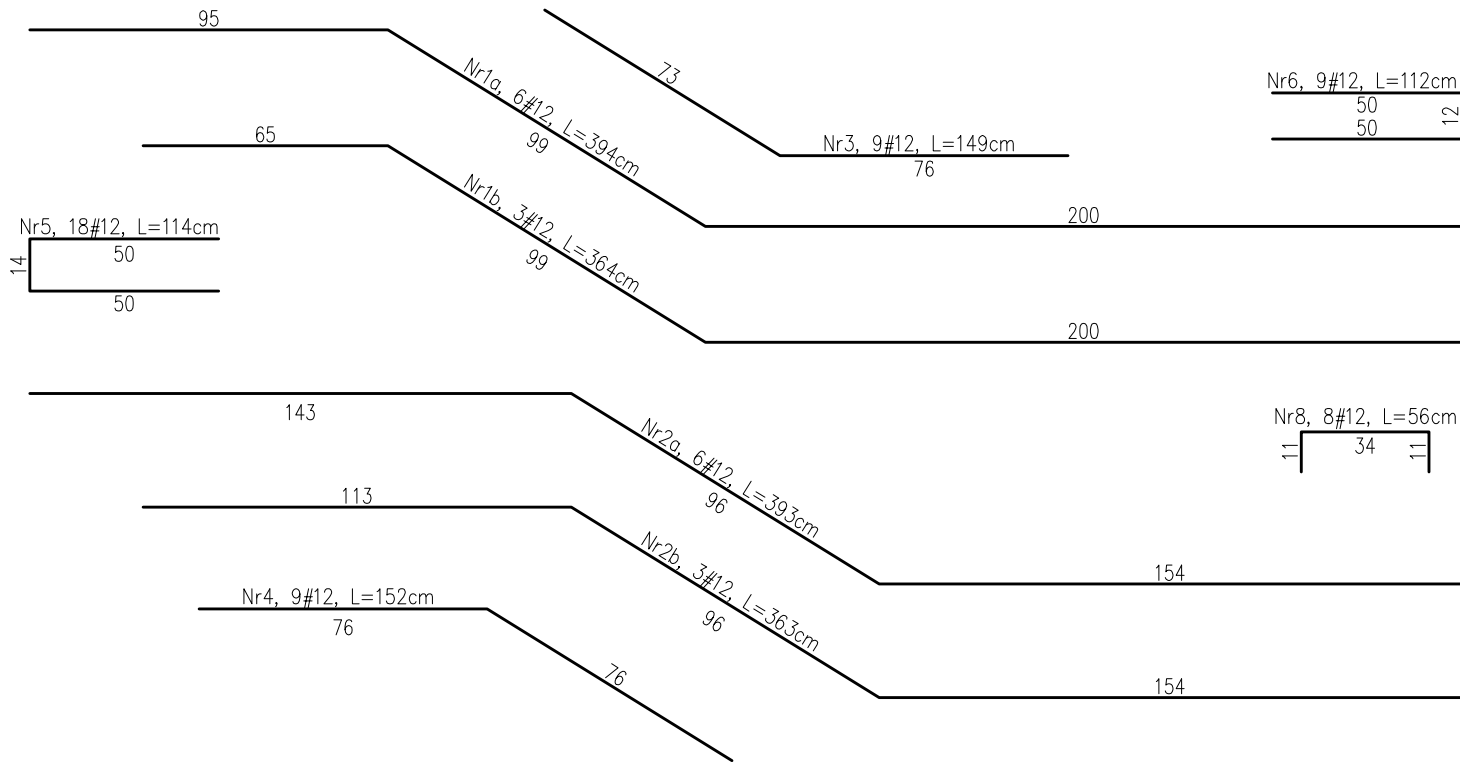 95
Nr1a, 6#12, L=394cm
99
200
73
Nr3, 9#12, L=149cm
76
Nr6, 9#12, L=112cm
50
12
50
65
Nr1b, 3#12, L=364cm
99
200
Nr5, 18#12, L=114cm
14
50
50
143
Nr2a, 6#12, L=393cm
96
154
Nr8, 8#12, L=56cm
11
34
11
113
Nr2b, 3#12, L=363cm
96
154
Nr4, 9#12, L=152cm
76
76